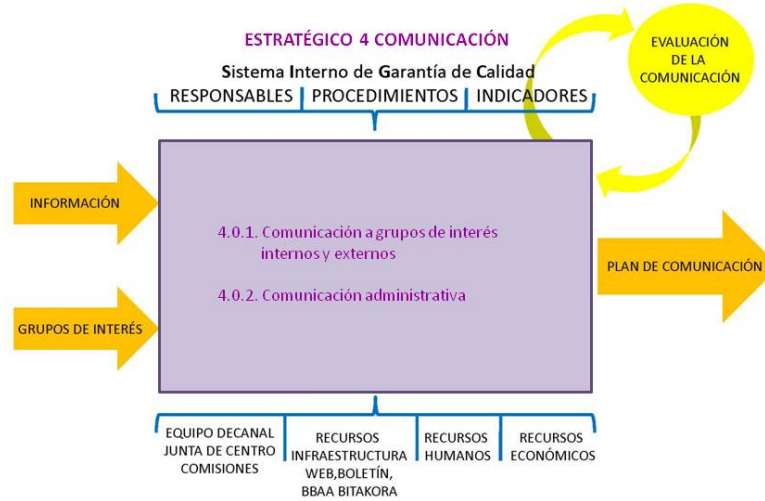 ESTRATÉGICO 4 COMUNICACIÓN
Sistema Interno de Garantía de Calidad
RESPONSABLES PROCEDIMIENTOS INDICADORES
EVALUACIÓN
DE LA
COMUNICACIÓN
INFORMACIÓN
GRUPOS DE INTERÉS
4.0.1. Comunicación a grupos de interés
internos y externos
4.0.2. Comunicación administrativa
PLAN DE COMUNICACIÓN
EQUIPO DECANAL
JUNTA DE CENTRO
COMISIONES
RECURSOS
INFRAESTRUCTURA
WEB,BOLETÍN,
BBAA BITAKORA
RECURSOS
HUMANOS
RECURSOS
ECONÓMICOS